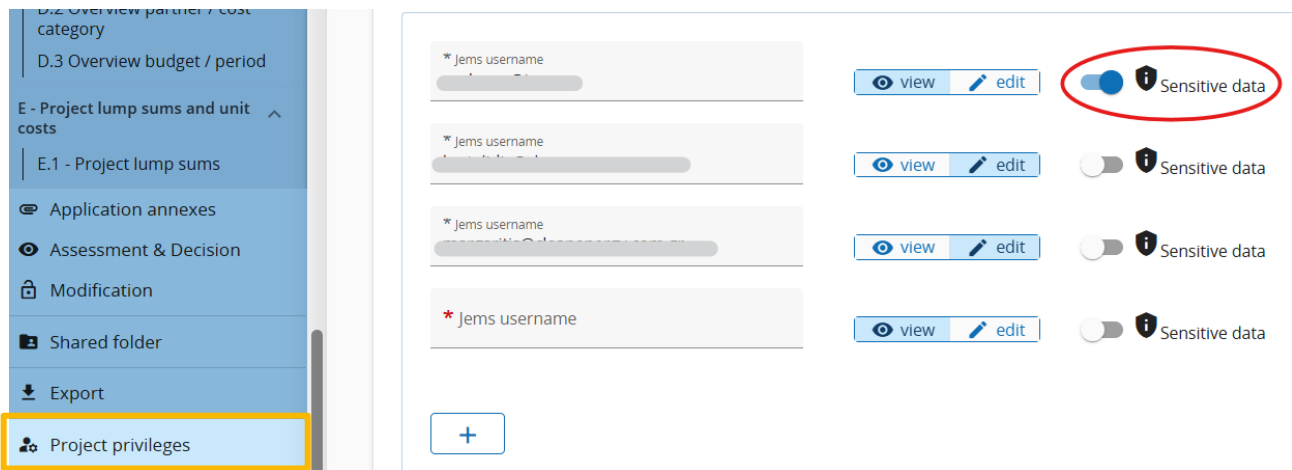 D.2 Overview partner / cost
category
D.3 Overview budget / period
E - Project lump sums and unit
costs
E.1 - Project lump sums
Application annexes
Assessment & Decision
Modification
Shared folder
Export
Project privileges
* Jems username
view edit
Sensitive data
* Jems username
view edit
Sensitive data
* Jems username
view edit
Sensitive data
* Jems username
view edit
Sensitive data
+